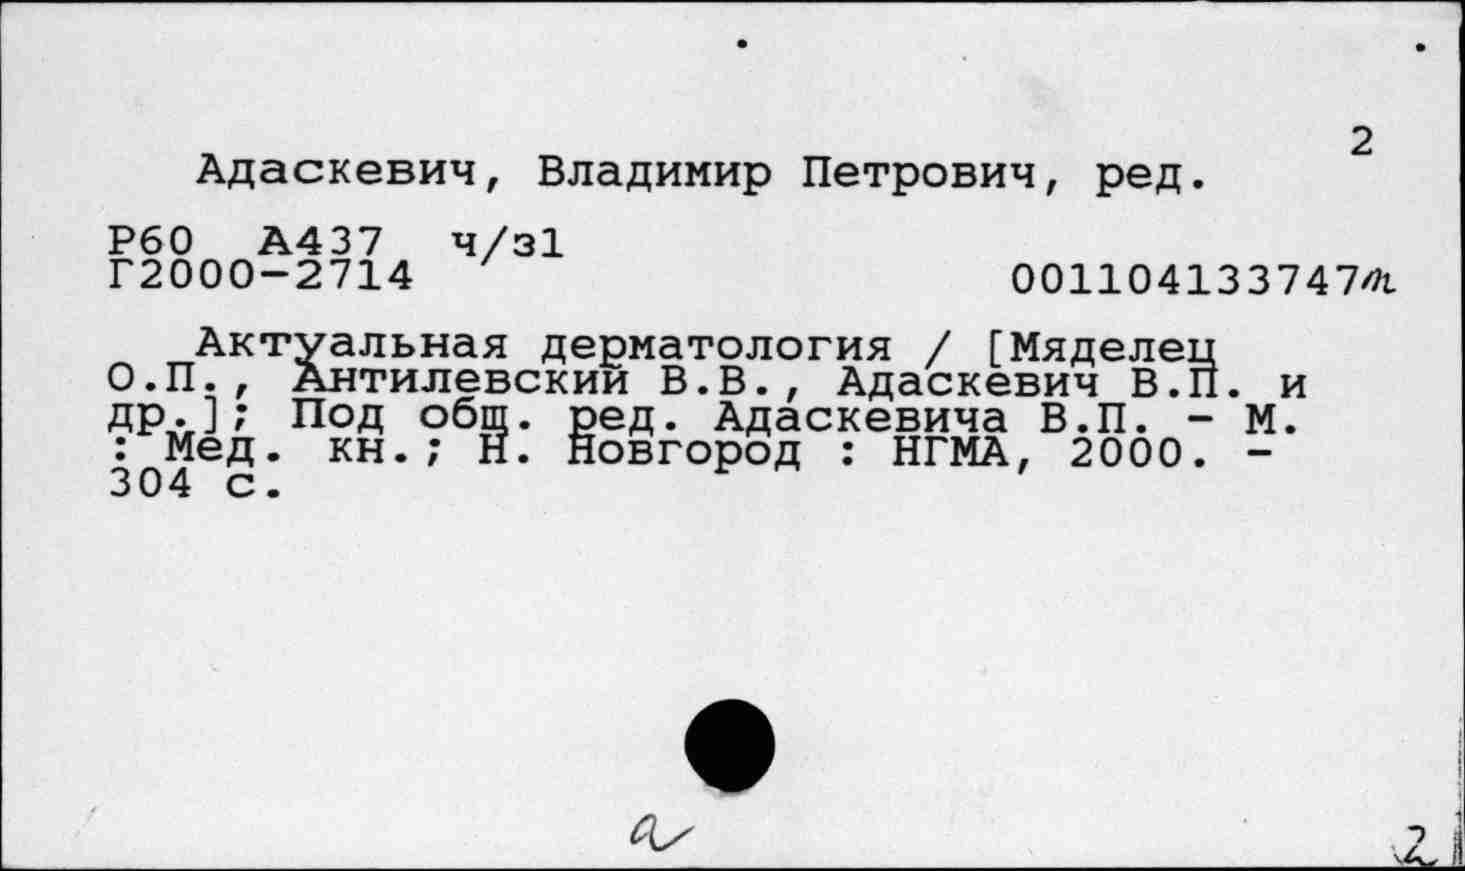 2
Адаскевич, Владимир Петрович, ред.
Р60 А437 ч/з1
Г2000-2714
001104133747m
Актуальная дерматология / [Мяделец
О.П., Антилевский В.В., Адаскевич В.П. и
др.]; Под общ. ред. Адаскевича В.П. - М.
: Мед. кн.; Н. Новгород : НГМА, 2000. -
304 с.
2